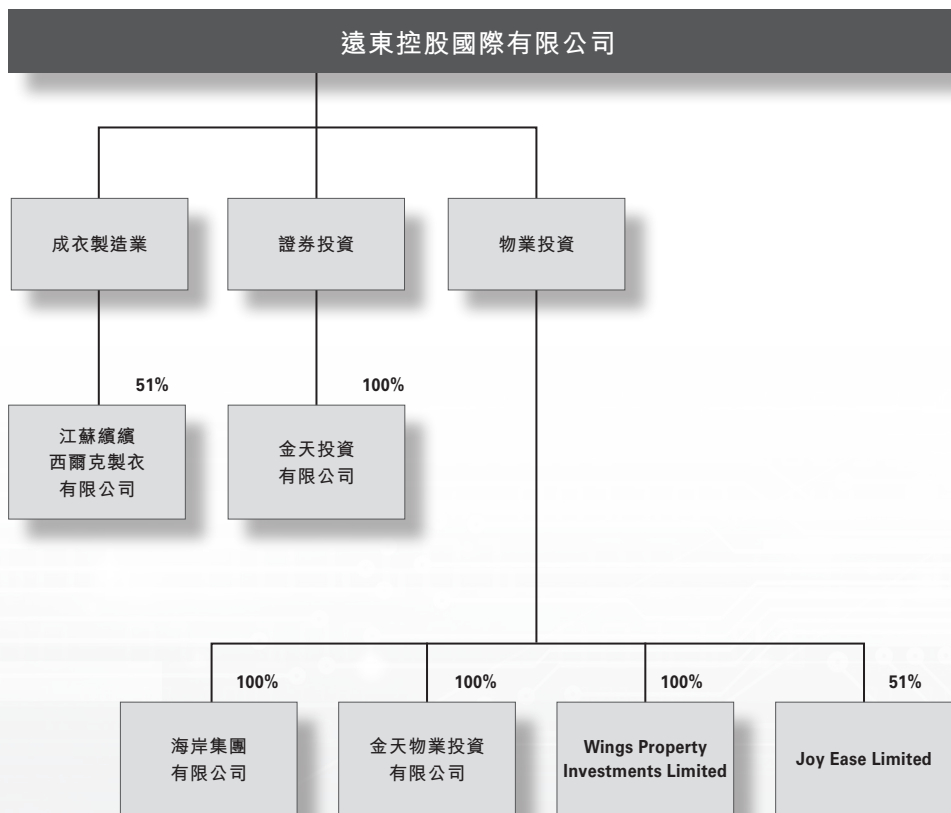 遠東控股國際有限公司
成衣製造業
證券投資
物業投資
51%
100%
江蘇繽繽
西爾克製衣
有限公司
金天投資
有限公司
100%
100%
100%
51%
海岸集團
有限公司
金天物業投資
有限公司
Wings Property
Investments Limited
Joy Ease Limited